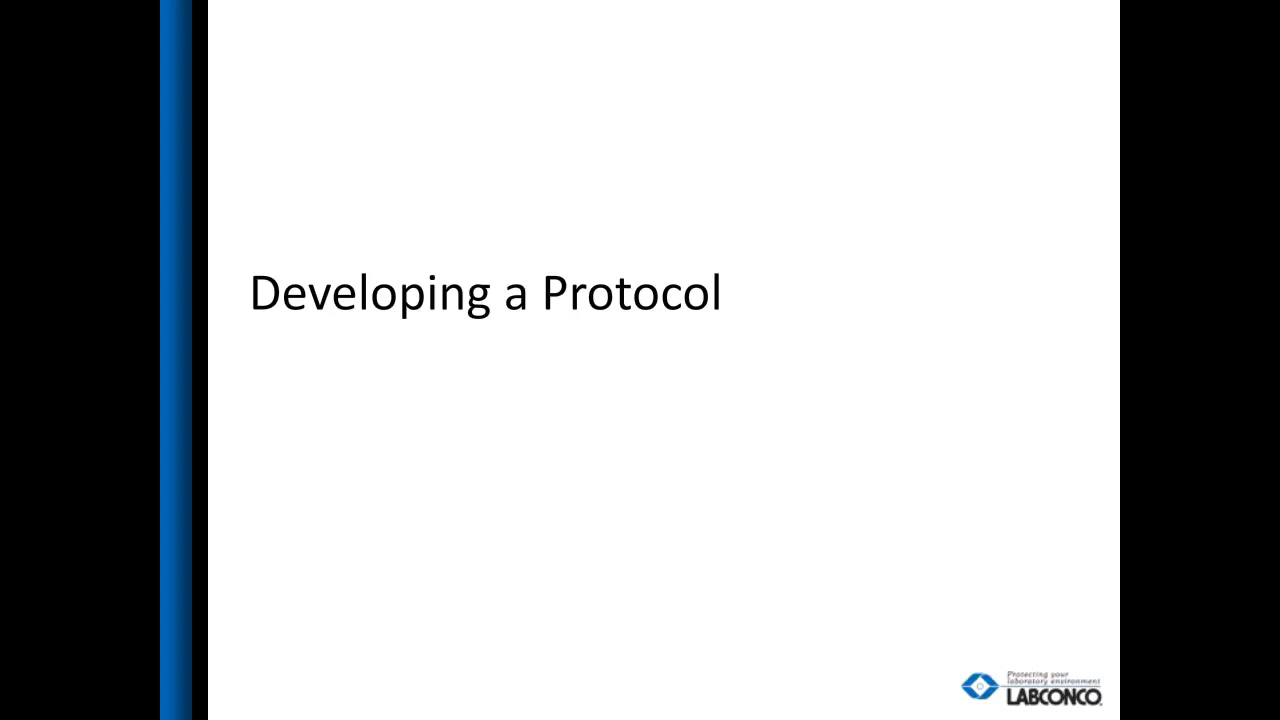 Developing a Protocol
Protecting your
laboratory environment
LABCONCO